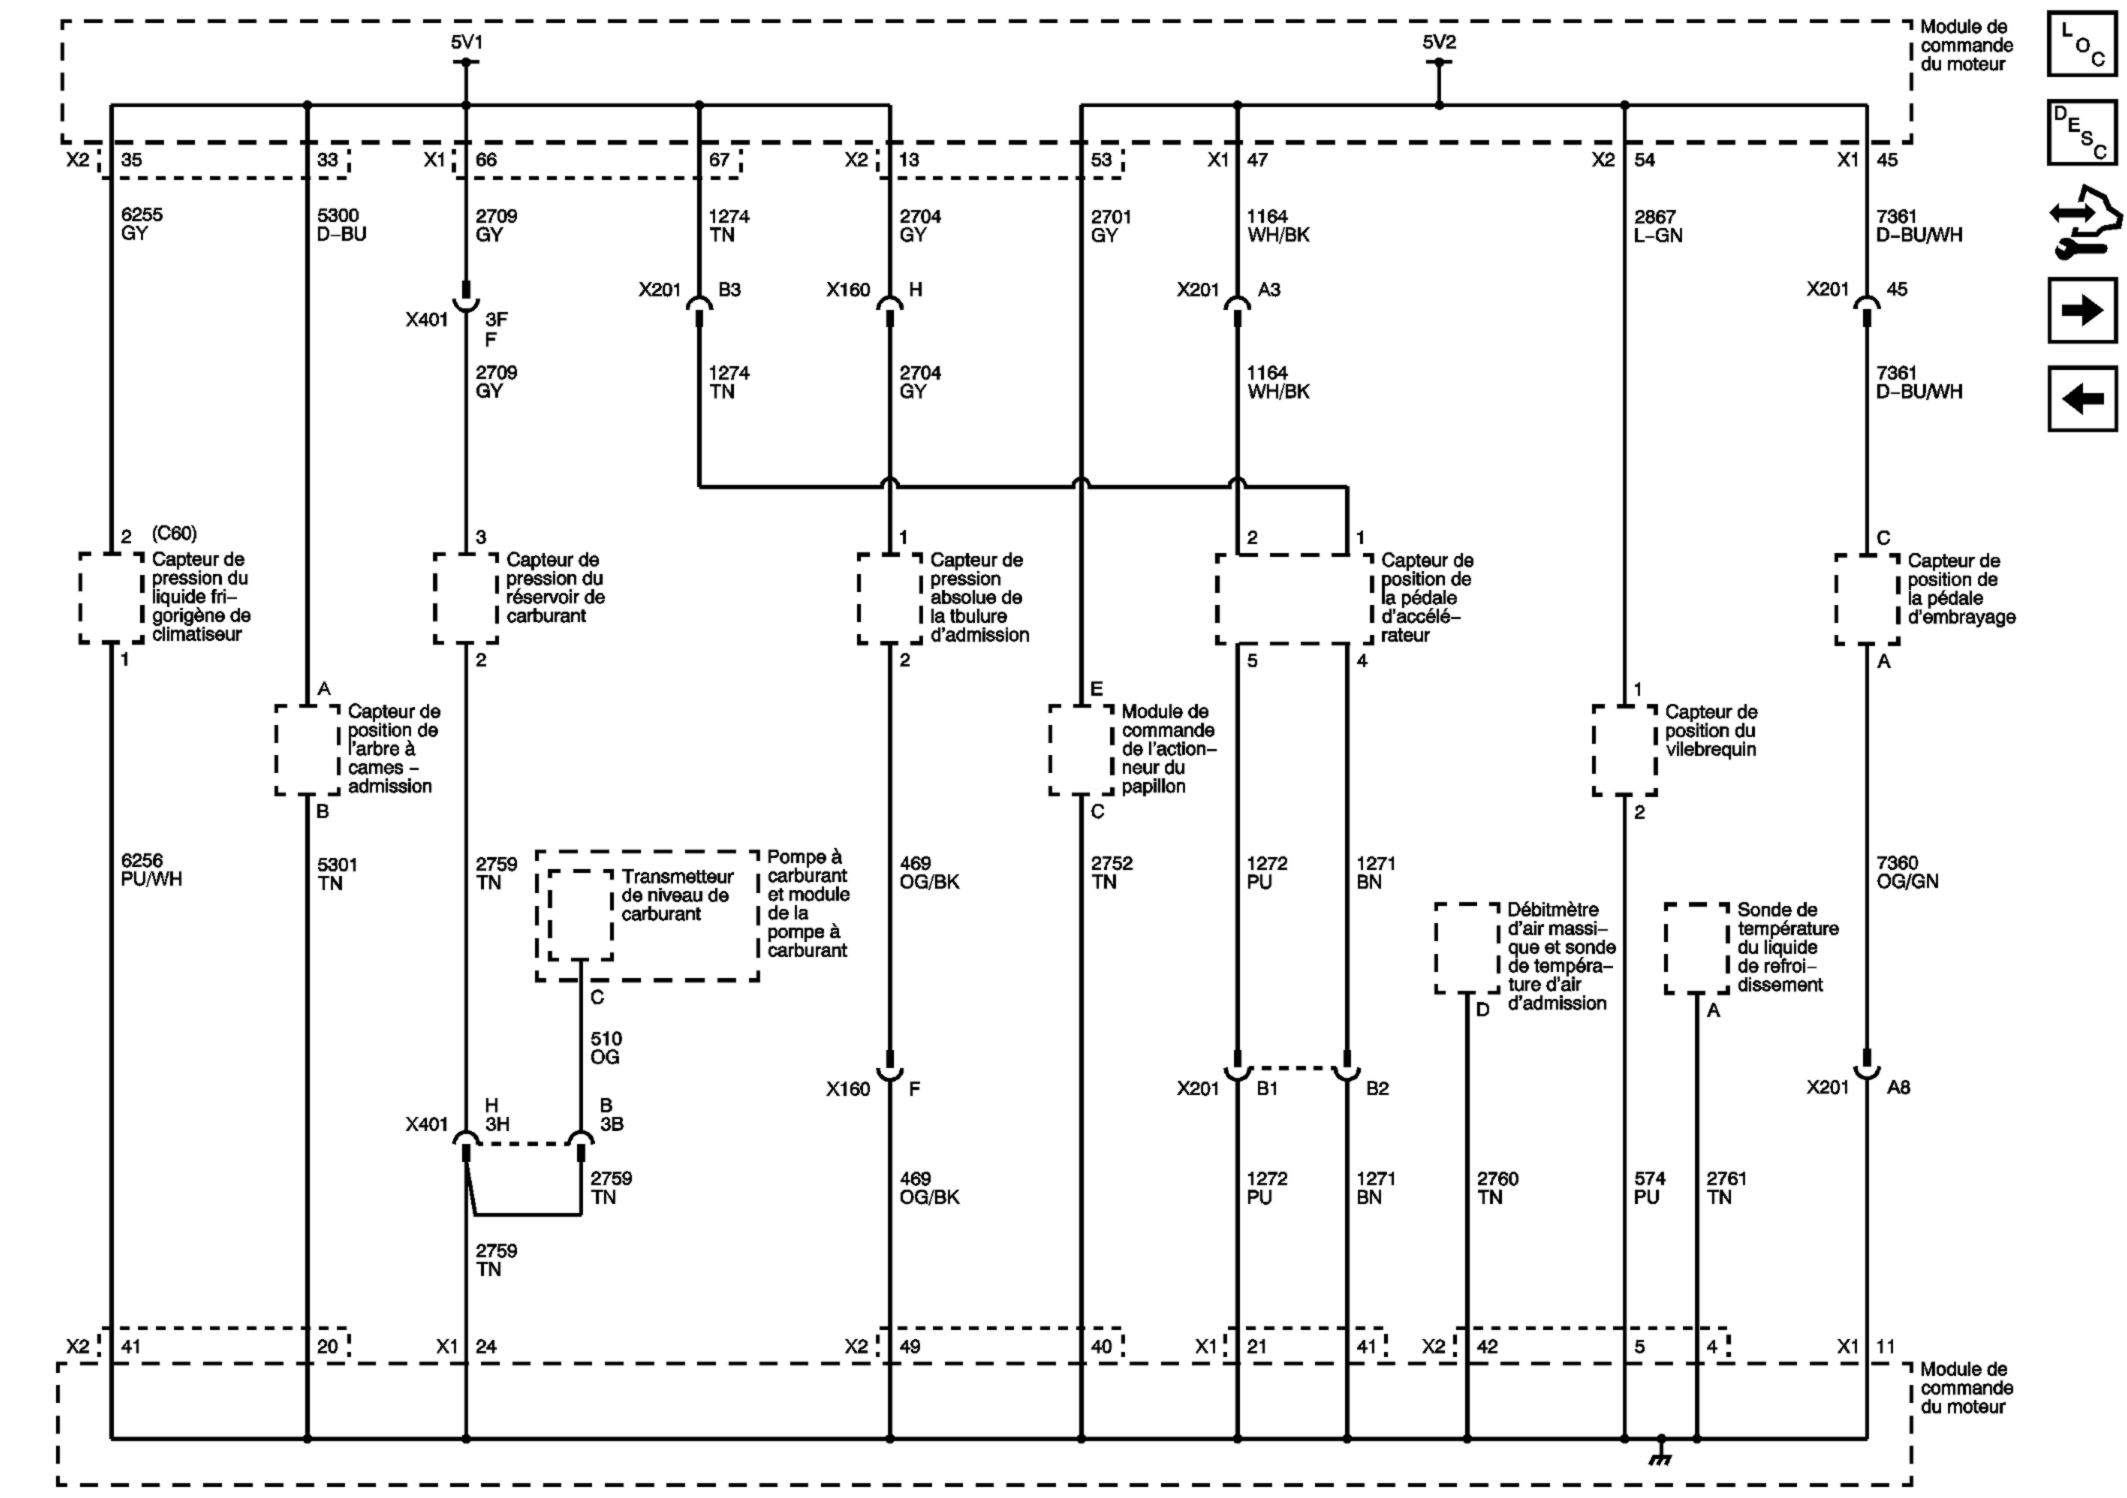 5V1
5V2
Module de
commande
du moteur
L
O
C
D
E
S
C
X2 35
33
X1 66
67
X2 13
53
X1 47
X2 54
X1 45
6255
GY
5300
D–BU
2709
GY
1274
TN
2704
GY
2701
GY
1164
WH/BK
2867
L–GN
7361
D–BU/WH
X401 3F
F
X201 B3
X160 H
X201 A3
X201 45
2709
GY
1274
TN
2704
GY
1164
WH/BK
7361
D–BU/WH
2 (C60)
Capteur de
pression du
liquide fri–
gorigène de
climatiseur
1
3
Capteur de
pression du
réservoir de
carburant
2
1
Capteur de
pression
absolue de
la tbulure
d'admission
2
2
1
Capteur de
position de
la pédale
d'accélé–
rateur
5
4
C
Capteur de
position de
la pédale
d'embrayage
A
A
Capteur de
position de
l'arbre à
cames –
admission
B
E
Module de
commande
de l'action–
neur du
papillon
C
1
Capteur de
position du
vilebrequin
2
6256
PU/WH
5301
TN
2759
TN
Transmetteur
de niveau de
carburant
Pompe à
carburant
et module
de la
pompe à
carburant
C
469
OG/BK
2752
TN
1272
PU
1271
BN
Débitmètre
d'air massi–
que et sonde
de tempéra–
ture d'air
d'admission
D
Sonde de
température
du liquide
de refroi–
dissement
A
7360
OG/GN
510
OG
X401
H
3H
B
3B
X160 F
X201 B1
B2
X201 A8
2759
TN
469
OG/BK
1272
PU
1271
BN
2760
TN
574
PU
2761
TN
2759
TN
X2 41
20
X1 24
X2 49
40
X1 21
41
X2 42
5
4
X1 11
Module de
commande
du moteur